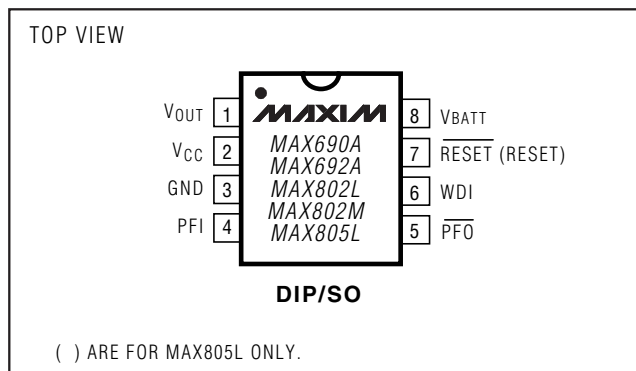 TOP VIEW
VOUT 1
VCC 2
GND 3
PFI 4
MAXIM
MAX690A
MAX692A
MAX802L
MAX802M
MAX805L
8 VBATT
7 RESET (RESET)
6 WDI
5 PFO
DIP/SO
( ) ARE FOR MAX805L ONLY.